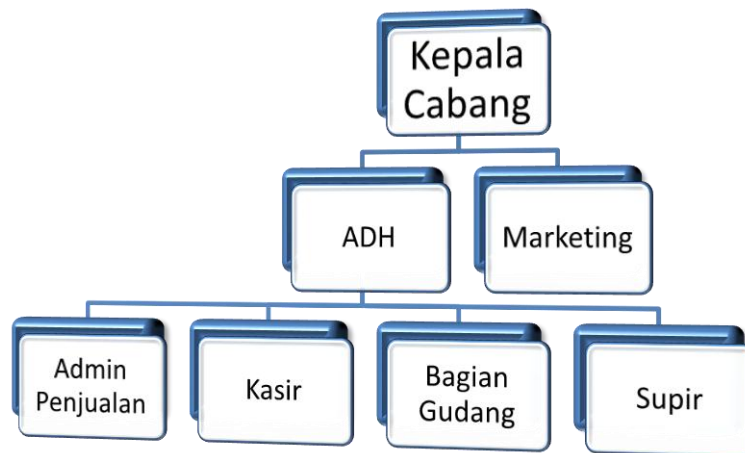 Kepala
Cabang
ADH
Marketing
Admin
Penjualan
Kasir
Bagian
Gudang
Supir